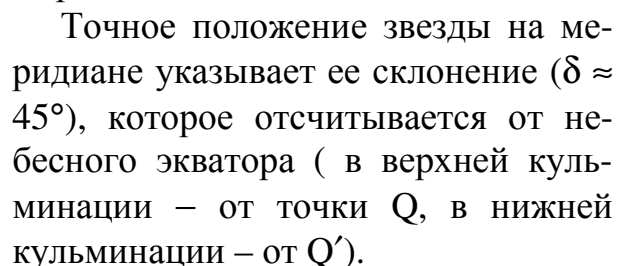 Точное положение звезды на ме-
ридиане указывает ее склонение (δ ≈
45°), которое отсчитывается от не-
бесного экватора ( в верхней куль-
минации – от точки Q, в нижней
кульминации – от Q′).